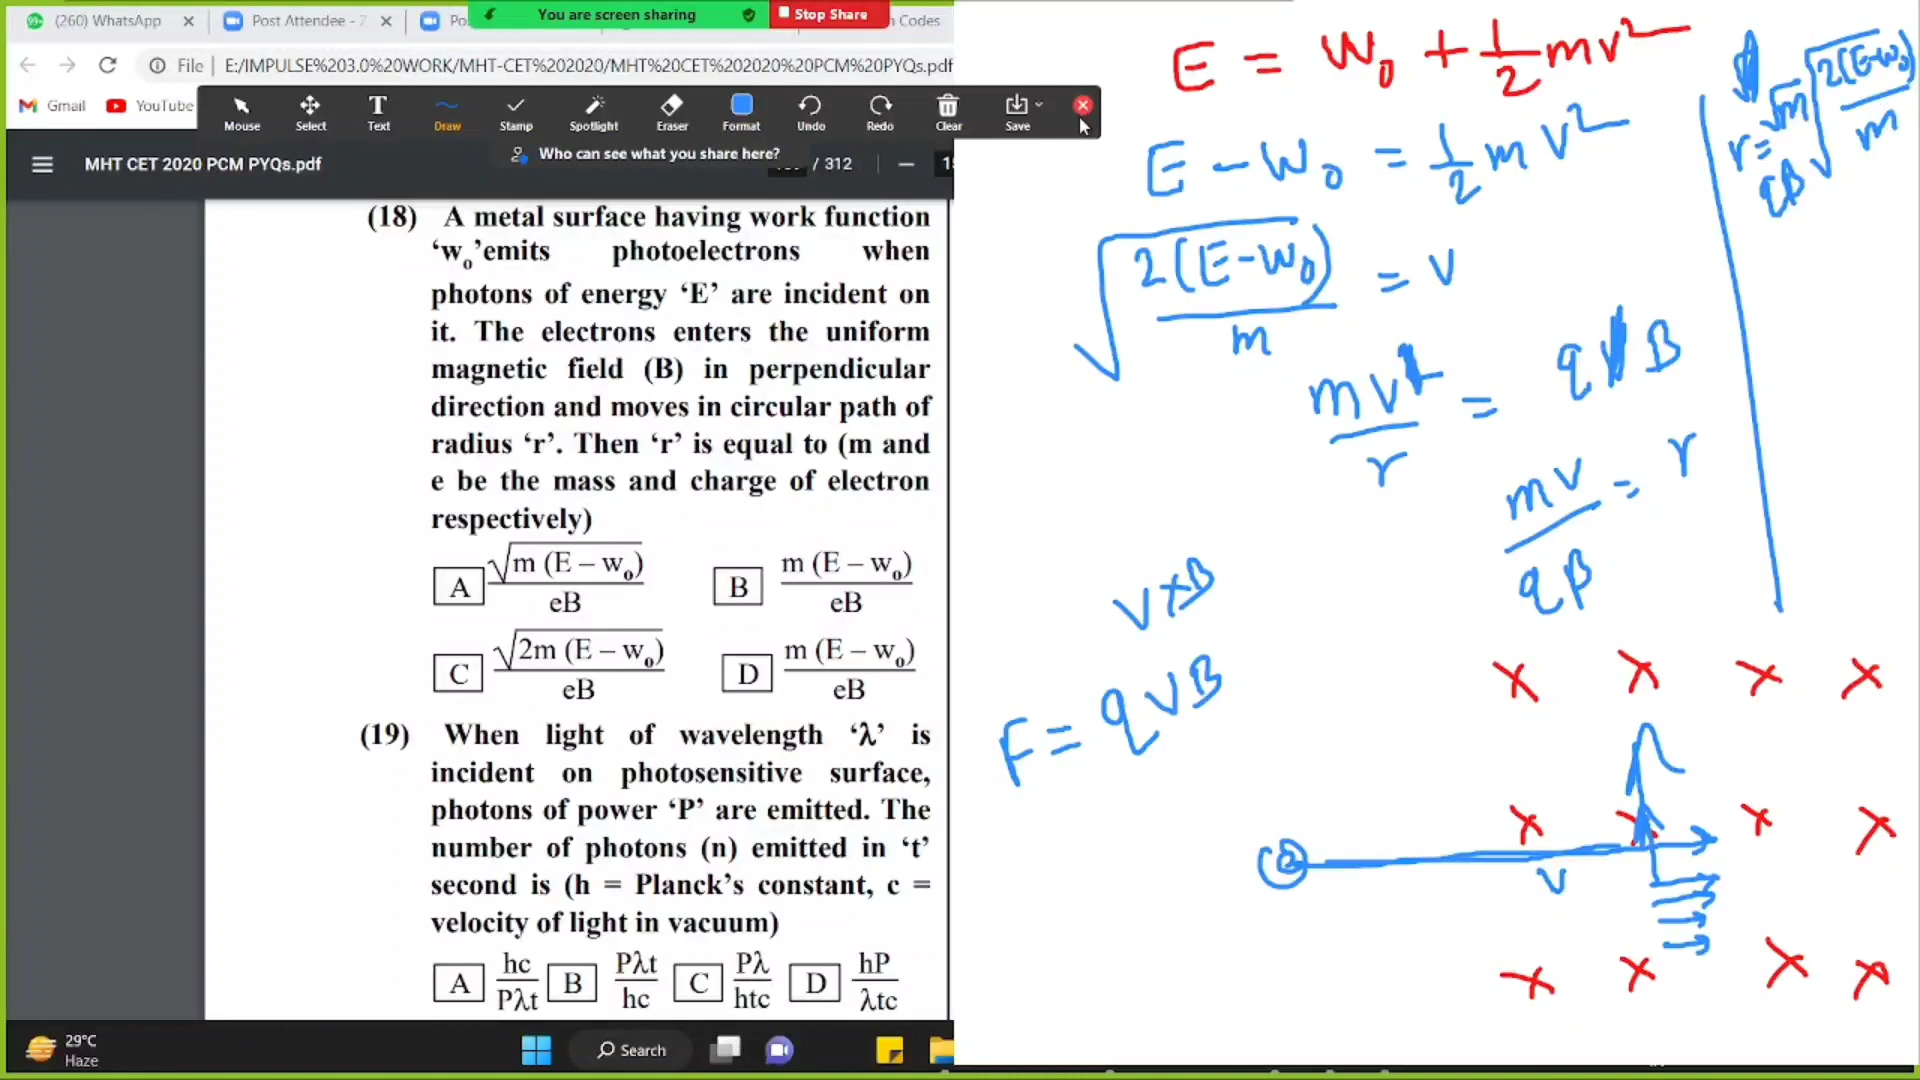 (260) WhatsApp
Post Attendee - Z
Po
You are screen sharing
Stop Share
n Codes
File | E:/IMPULSE%203.0%20WORK/MHT-CET%202020/MHT%20CET%202020%20PCM%20PYQs.pdf
Gmail
YouTube
Mouse Select Text Draw Stamp Spotlight Eraser Format Undo Redo Clear Save
Who can see what you share here?
MHT CET 2020 PCM PYQs.pdf
/ 312
(18) A metal surface having work function
‘w₀’emits photoelectrons when
photons of energy ‘E’ are incident on
it. The electrons enters the uniform
magnetic field (B) in perpendicular
direction and moves in circular path of
radius ‘r’. Then ‘r’ is equal to (m and
e be the mass and charge of electron
respectively)
A √(m (E – w₀)) / eB B m (E – w₀) / eB
C √(2m (E – w₀)) / eB D m (E – w₀) / eB
(19) When light of wavelength ‘λ’ is
incident on photosensitive surface,
photons of power ‘P’ are emitted. The
number of photons (n) emitted in ‘t’
second is (h = Planck’s constant, c =
velocity of light in vacuum)
A hc / Pλt B Pλt / hc C Pλ / htc D hP / λtc
29°C
Haze
Search
E = W₀ + 1/2 mv²
E - W₀ = 1/2 m v²
√(2(E-W₀) / m) = v
mv² / r = qVB
mv / qB = r
V×B
F = qVB
V
r = m / qB √(2(E-W₀) / m)